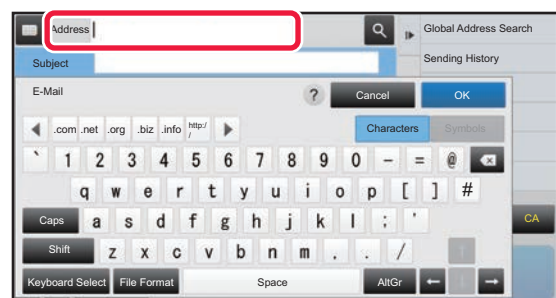 Address
Global Address Search
Subject
Sending History
E-Mail
?
Cancel
OK
.com .net .org .biz .info http:/
/
Characters
Symbols
` 1 2 3 4 5 6 7 8 9 0 - = @
q w e r t y u i o p [ ] #
Caps a s d f g h j k l ; '
CA
Shift z x c v b n m . . /
Keyboard Select File Format Space AltGr